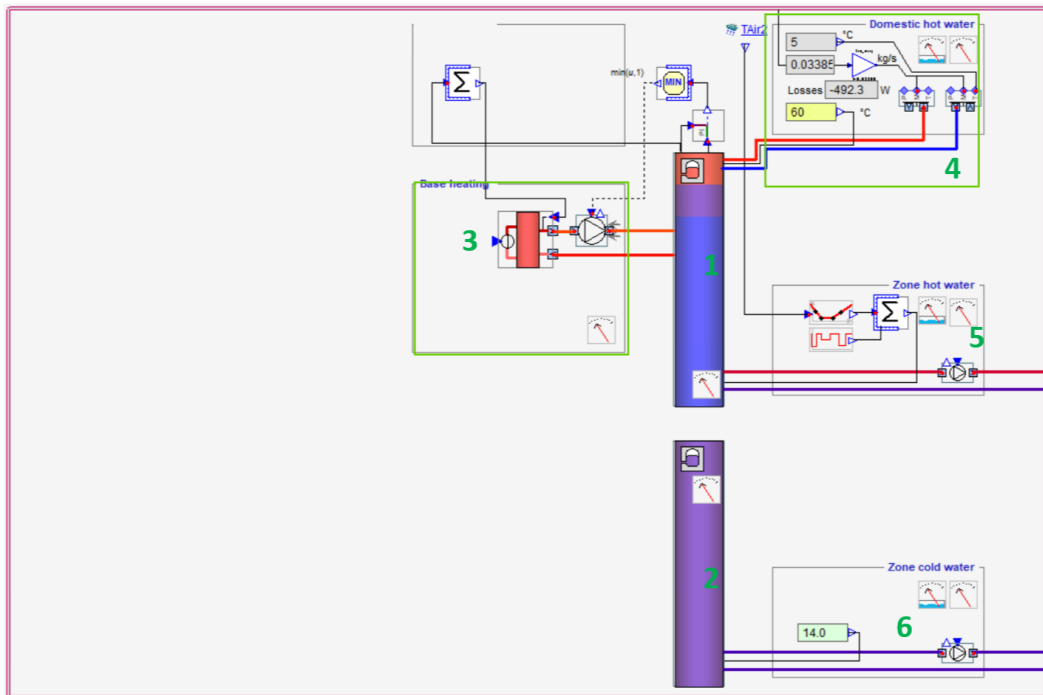 Domestic hot water
TAir2
5
°C
0.03385
kg/s
min(u,1)
MIN
Σ
Losses
-492.3
W
P
M
T
P
M
T
60
°C
4
Base heating
3
1
Zone hot water
Σ
5
2
Zone cold water
6
14.0